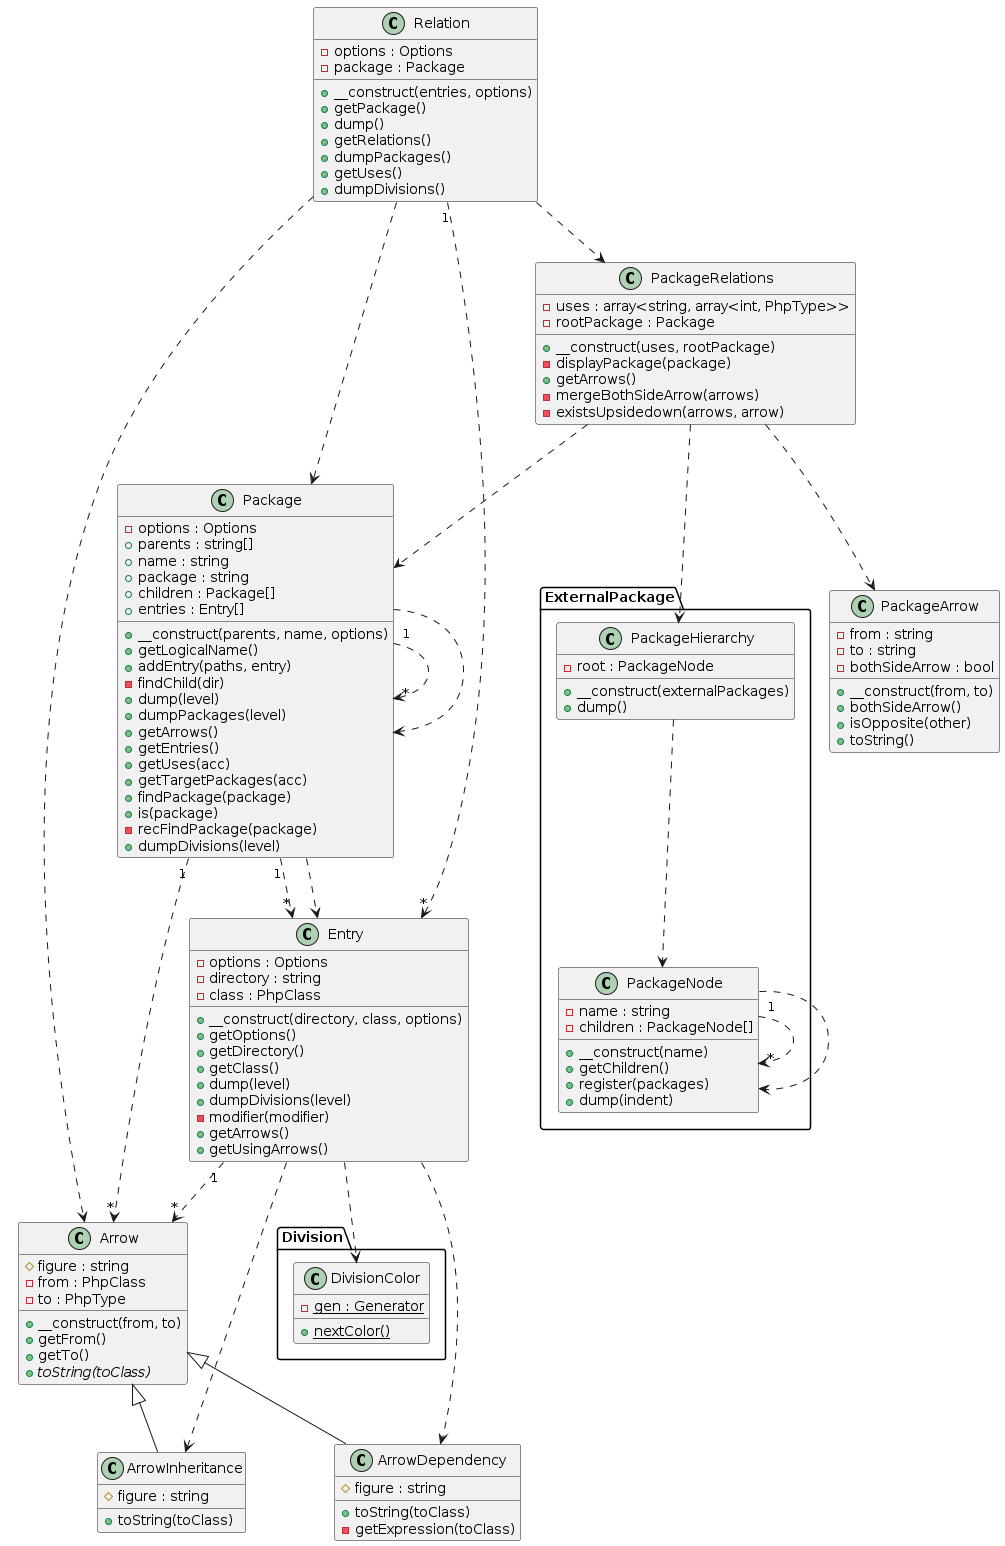 C Relation
options : Options
package : Package
__construct(entries, options)
getPackage()
dump()
getRelations()
dumpPackages()
getUses()
dumpDivisions()
1
C PackageRelations
uses : array<string, array<int, PhpType>>
rootPackage : Package
__construct(uses, rootPackage)
displayPackage(package)
getArrows()
mergeBothSideArrow(arrows)
existsUpsidedown(arrows, arrow)
C Package
options : Options
parents : string[]
name : string
package : string
children : Package[]
entries : Entry[]
__construct(parents, name, options)
getLogicalName()
addEntry(paths, entry)
findChild(dir)
dump(level)
dumpPackages(level)
getArrows()
getEntries()
getUses(acc)
getTargetPackages(acc)
findPackage(package)
is(package)
recFindPackage(package)
dumpDivisions(level)
1
*
1
1
*
*
ExternalPackage
C PackageHierarchy
root : PackageNode
__construct(externalPackages)
dump()
C PackageArrow
from : string
to : string
bothSideArrow : bool
__construct(from, to)
bothSideArrow()
isOpposite(other)
toString()
C Entry
options : Options
directory : string
class : PhpClass
__construct(directory, class, options)
getOptions()
getDirectory()
getClass()
dump(level)
dumpDivisions(level)
modifier(modifier)
getArrows()
getUsingArrows()
1
*
*
C PackageNode
name : string
children : PackageNode[]
__construct(name)
getChildren()
register(packages)
dump(indent)
1
*
C Arrow
figure : string
from : PhpClass
to : PhpType
__construct(from, to)
getFrom()
getTo()
toString(toClass)
Division
C DivisionColor
gen : Generator
nextColor()
C ArrowInheritance
figure : string
toString(toClass)
C ArrowDependency
figure : string
toString(toClass)
getExpression(toClass)